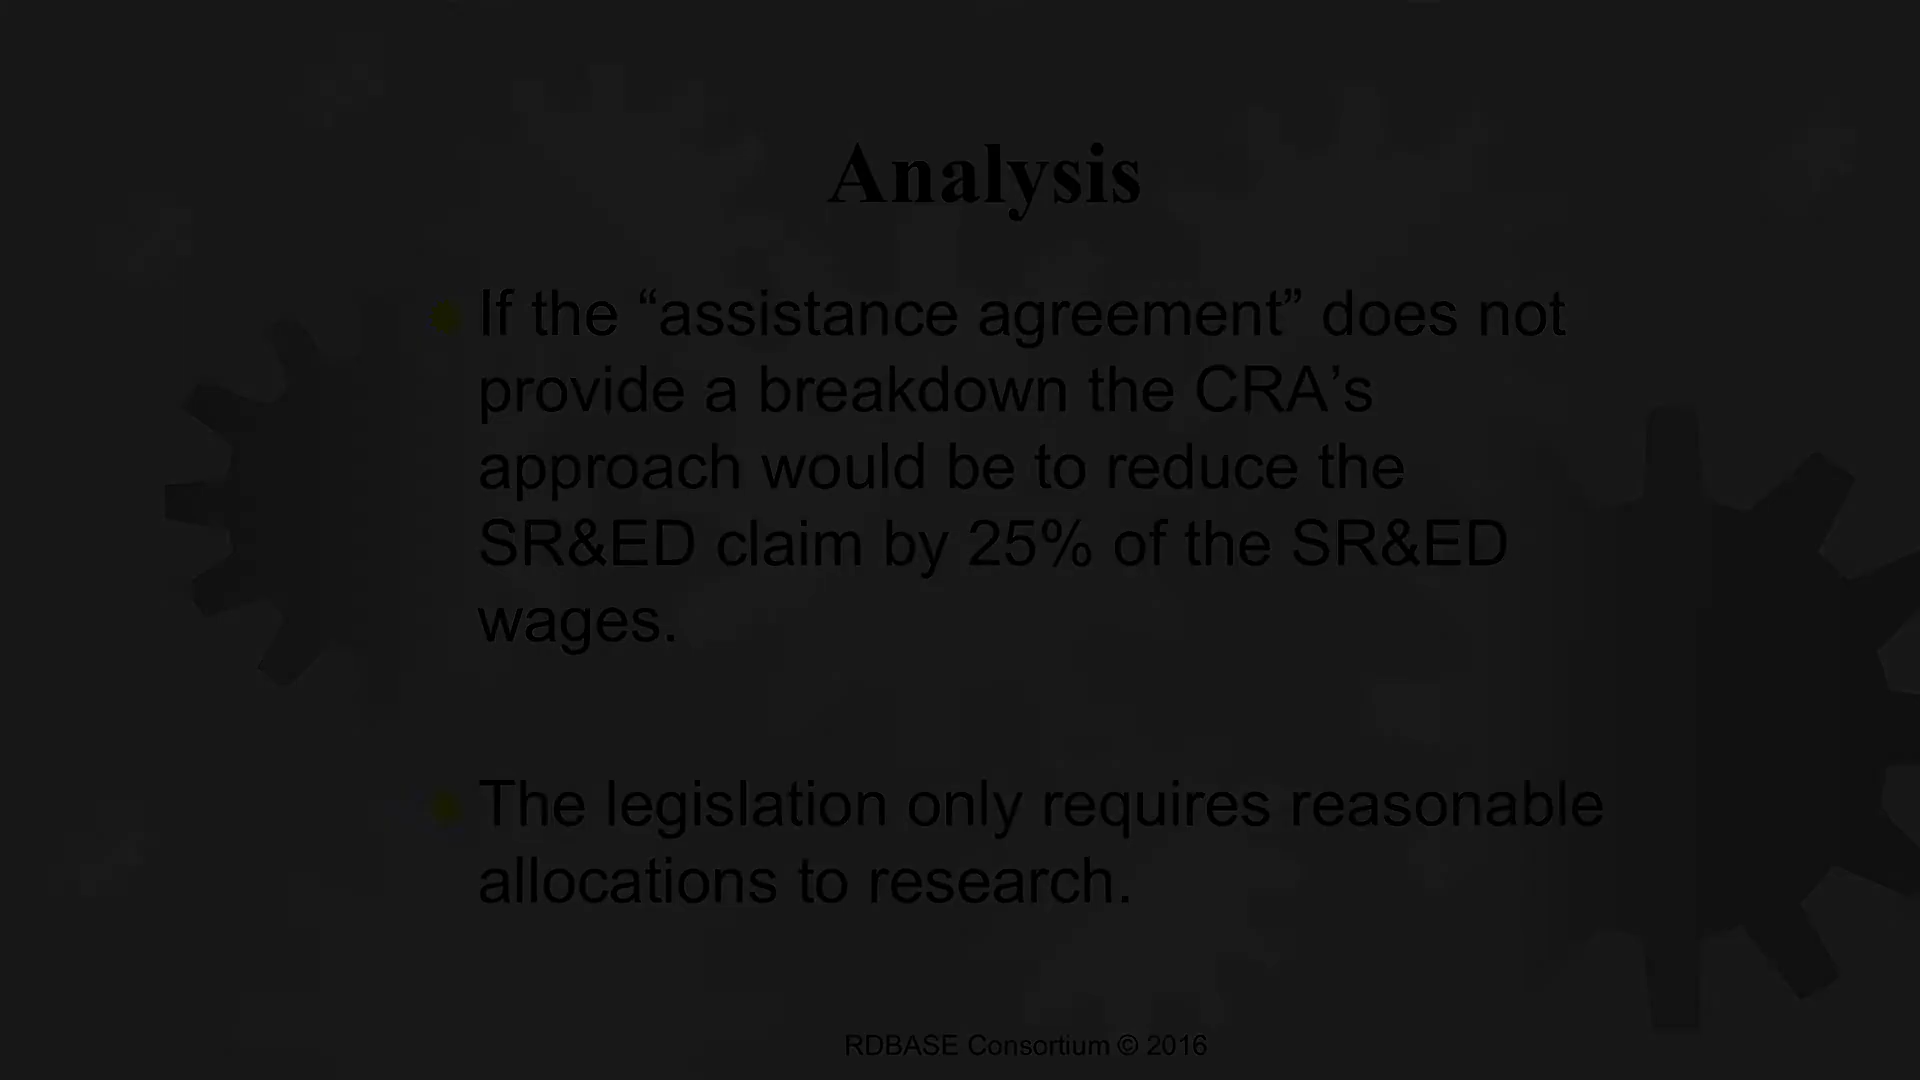 Analysis
If the “assistance agreement” does not
provide a breakdown the CRA’s
approach would be to reduce the
SR&ED claim by 25% of the SR&ED
wages.
The legislation only requires reasonable
allocations to research.
RDBASE Consortium © 2016